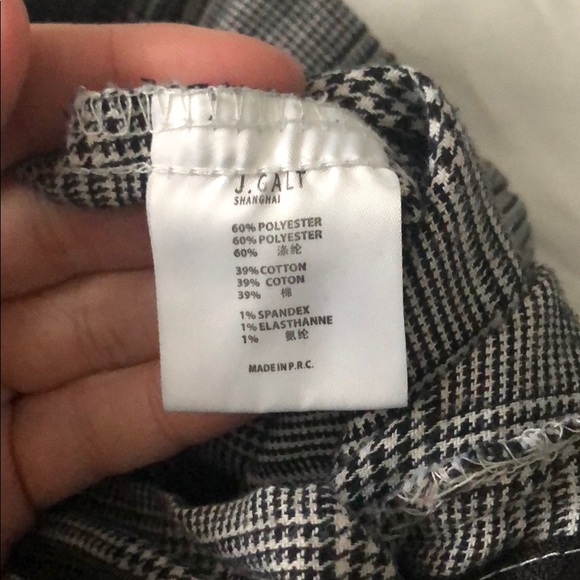 J. GALT
SHANGHAI
60% POLYESTER
60% POLYESTER
60% 涤纶
39% COTTON
39% COTON
39% 棉
1% SPANDEX
1% ELASTHANNE
1% 氨纶
MADE IN P.R.C.